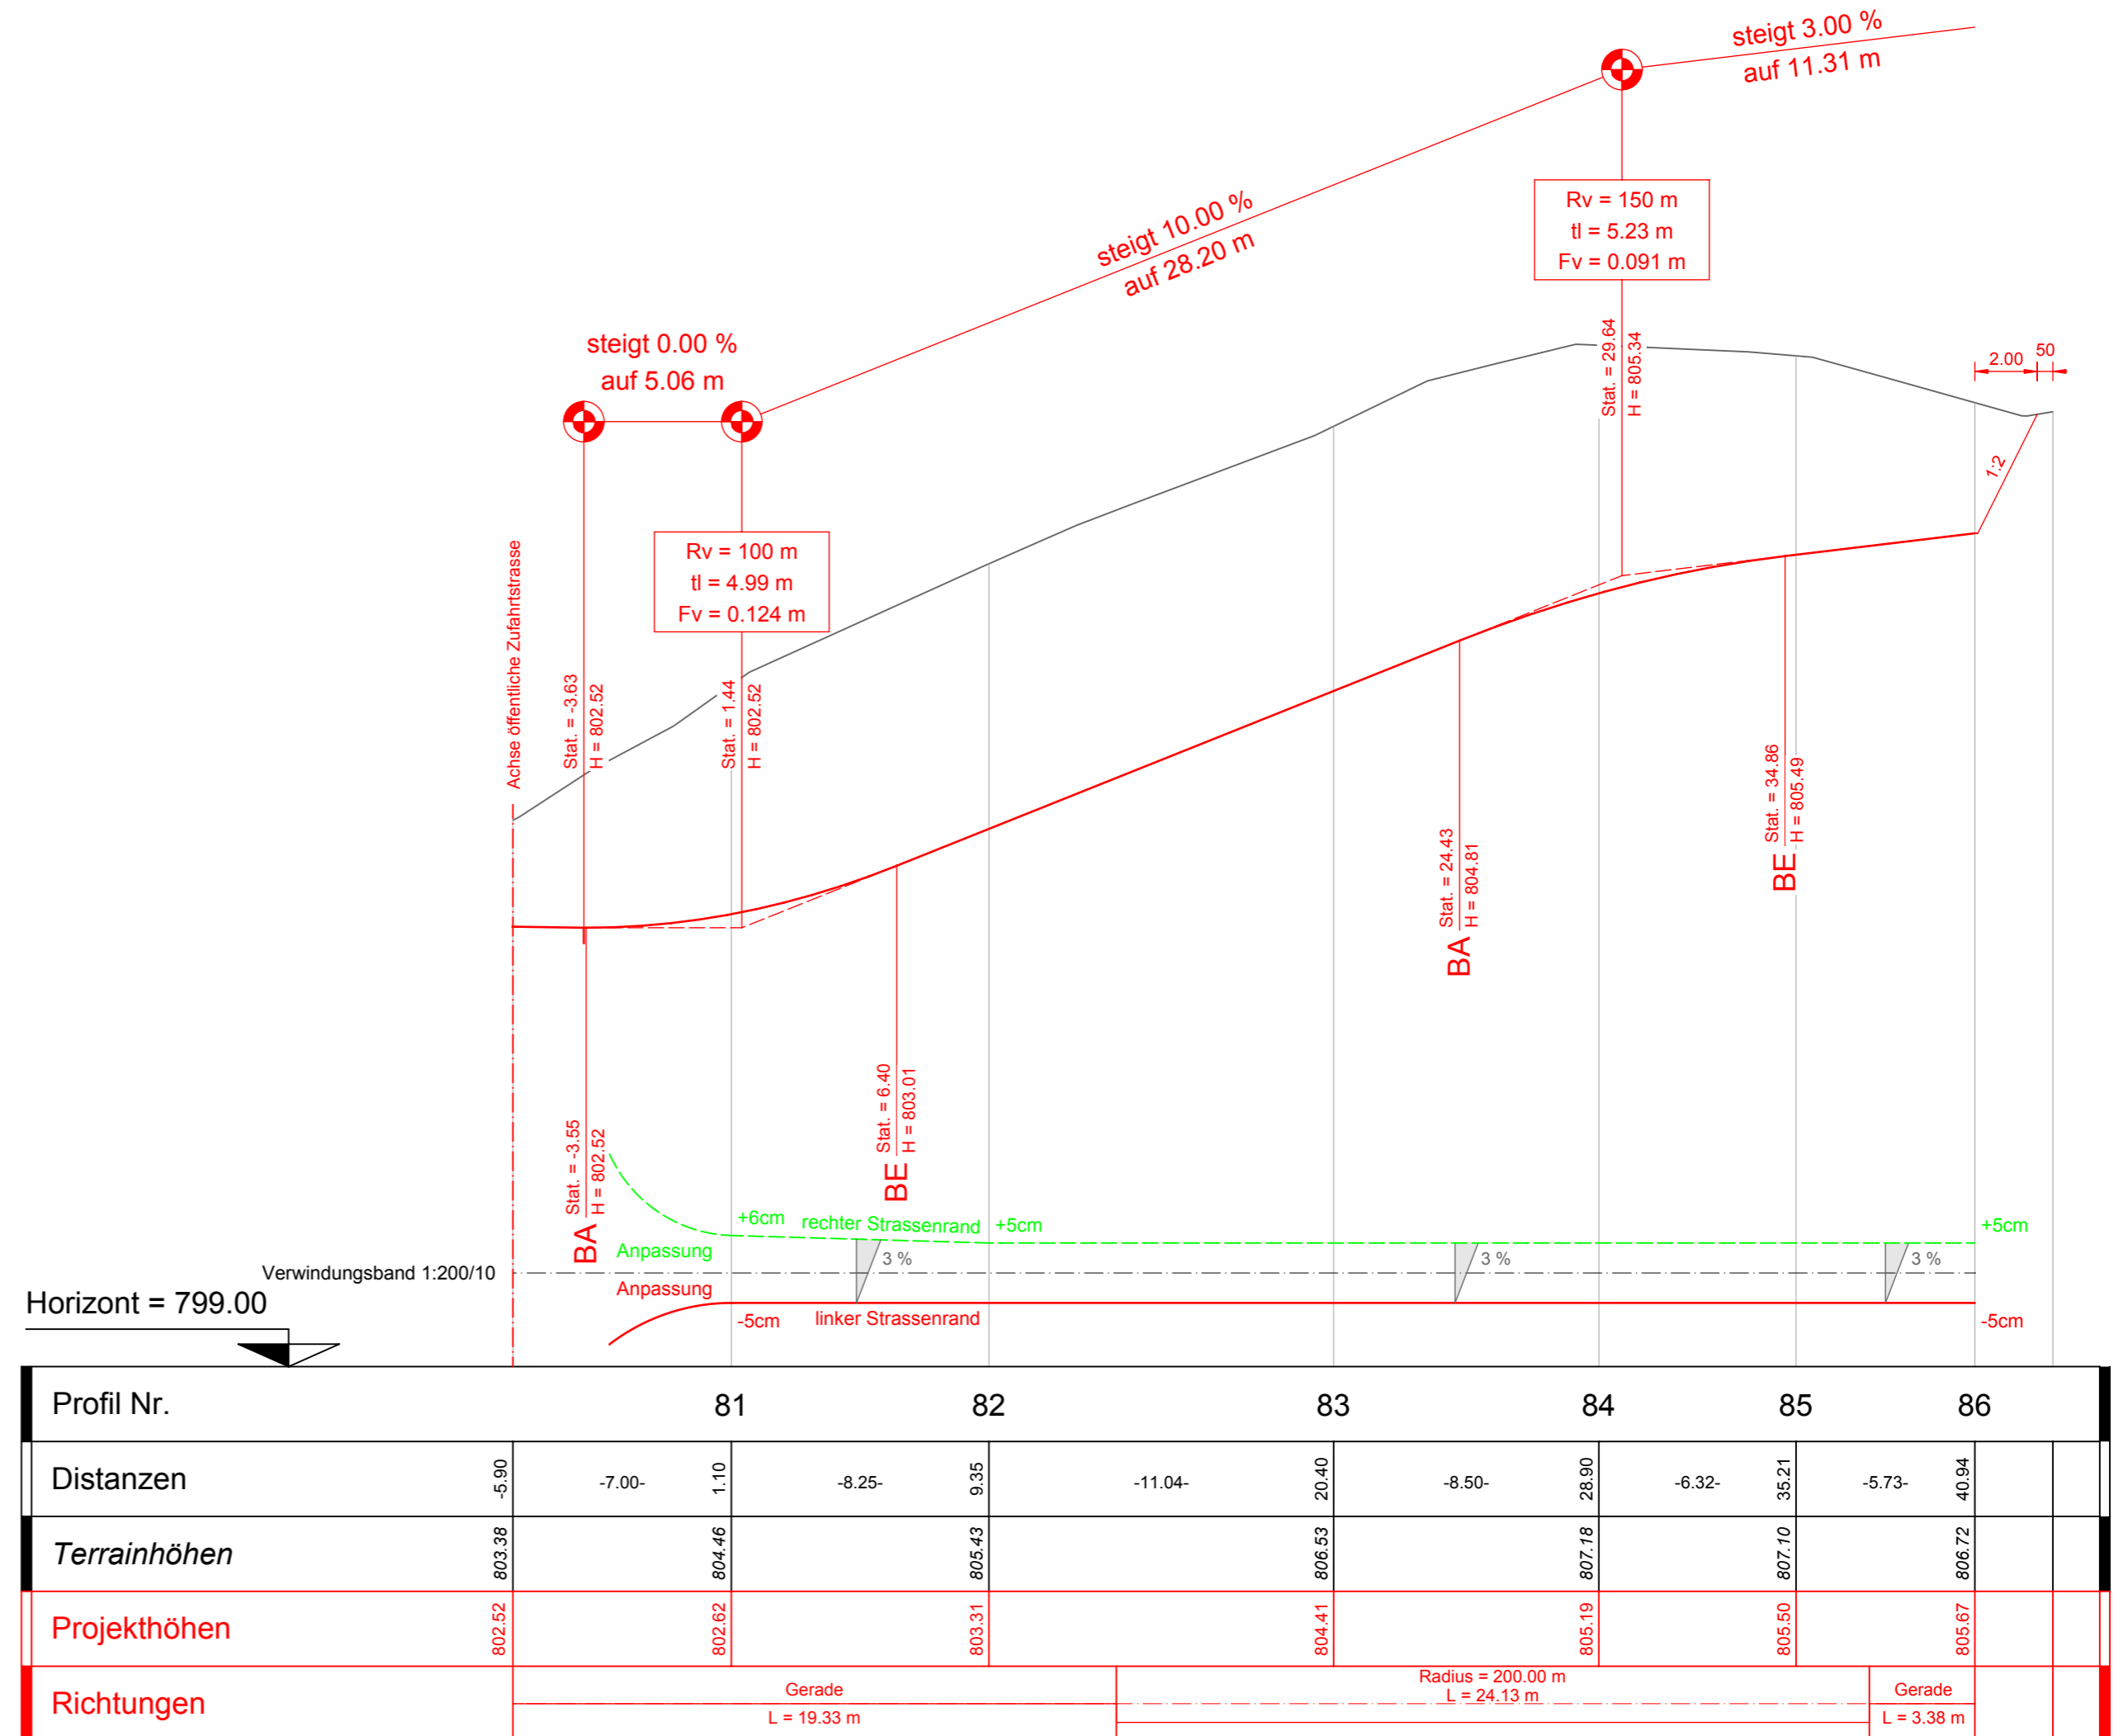 steigt 3.00 %
auf 11.31 m
Rv = 150 m
tl = 5.23 m
Fv = 0.091 m
steigt 10.00 %
auf 28.20 m
Stat. = 29.64
H = 805.34
steigt 0.00 %
auf 5.06 m
2.00
50
1:2
Achse öffentliche Zufahrtstrasse
Rv = 100 m
tl = 4.99 m
Fv = 0.124 m
Stat. = -3.63
H = 802.52
Stat. = 1.44
H = 802.52
BA
Stat. = 24.43
H = 804.81
BE
Stat. = 34.86
H = 805.49
BA
Stat. = -3.55
H = 802.52
BE
Stat. = 6.40
H = 803.01
+6cm
rechter Strassenrand
+5cm
+5cm
Anpassung
3 %
3 %
3 %
Verwindungsband 1:200/10
Anpassung
-5cm
linker Strassenrand
-5cm
Horizont = 799.00
Profil Nr. 81 82 83 84 85 86
Distanzen -5.90 -7.00- 1.10 -8.25- 9.35 -11.04- 20.40 -8.50- 28.90 -6.32- 35.21 -5.73- 40.94
Terrainhöhen 803.38 804.46 805.43 806.53 807.18 807.10 806.72
Projekthöhen 802.52 802.62 803.31 804.41 805.19 805.50 805.67
Richtungen
Gerade
L = 19.33 m
Radius = 200.00 m
L = 24.13 m
Gerade
L = 3.38 m